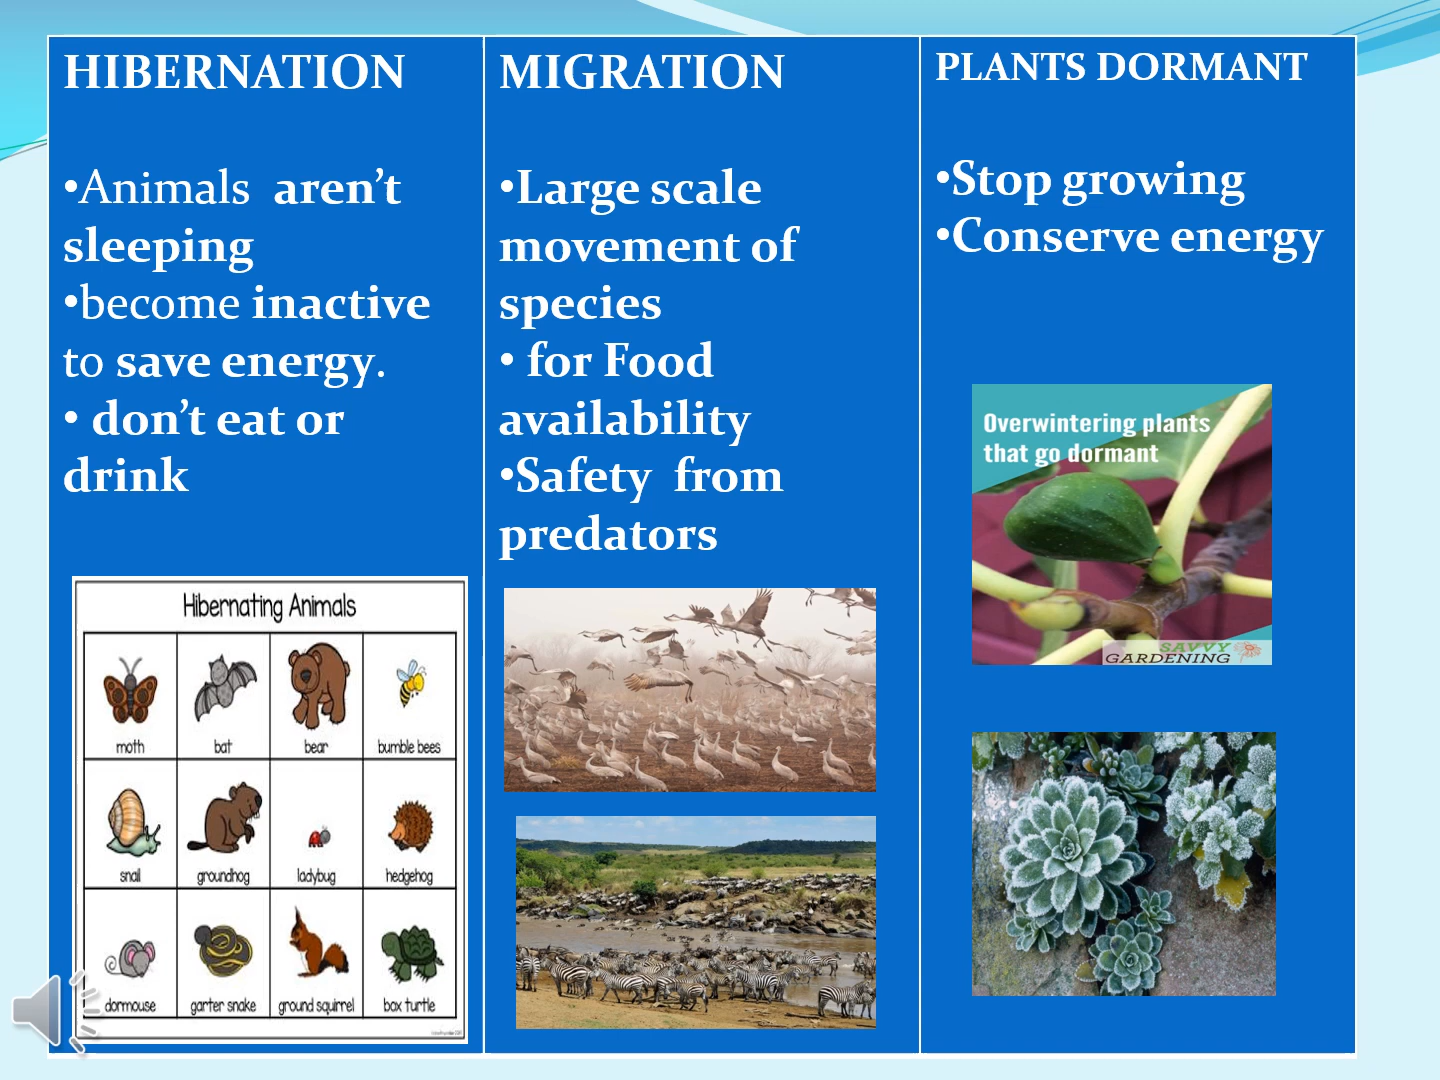 HIBERNATION
•Animals  aren’t
sleeping
•become inactive
to save energy.
• don’t eat or
drink
Hibernating Animals
moth
bat
bear
bumble bees
snail
groundhog
ladybug
hedgehog
dormouse
garter snake
ground squirrel
box turtle
MIGRATION
•Large scale
movement of
species
• for Food
availability
•Safety  from
predators
PLANTS DORMANT
•Stop growing
•Conserve energy
Overwintering plants
that go dormant
SAVVY
GARDENING